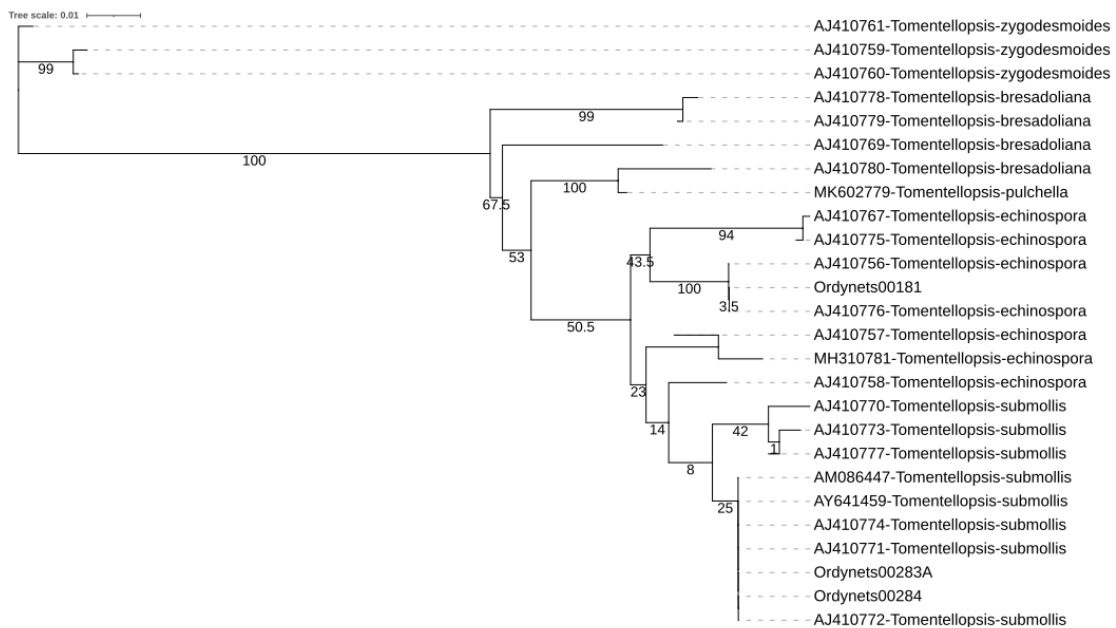 Tree scale: 0.01
AJ410761-Tomentellopsis-zygodesmoides
AJ410759-Tomentellopsis-zygodesmoides
99
AJ410760-Tomentellopsis-zygodesmoides
AJ410778-Tomentellopsis-bresadoliana
99
AJ410779-Tomentellopsis-bresadoliana
AJ410769-Tomentellopsis-bresadoliana
100
AJ410780-Tomentellopsis-bresadoliana
100
MK602779-Tomentellopsis-pulchella
67.5
AJ410767-Tomentellopsis-echinospora
94
AJ410775-Tomentellopsis-echinospora
53
43.5
AJ410756-Tomentellopsis-echinospora
100
Ordynets00181
3.5
AJ410776-Tomentellopsis-echinospora
50.5
AJ410757-Tomentellopsis-echinospora
MH310781-Tomentellopsis-echinospora
AJ410758-Tomentellopsis-echinospora
23
AJ410770-Tomentellopsis-submollis
14
42
AJ410773-Tomentellopsis-submollis
1
AJ410777-Tomentellopsis-submollis
8
AM086447-Tomentellopsis-submollis
AY641459-Tomentellopsis-submollis
25
AJ410774-Tomentellopsis-submollis
AJ410771-Tomentellopsis-submollis
Ordynets00283A
Ordynets00284
AJ410772-Tomentellopsis-submollis